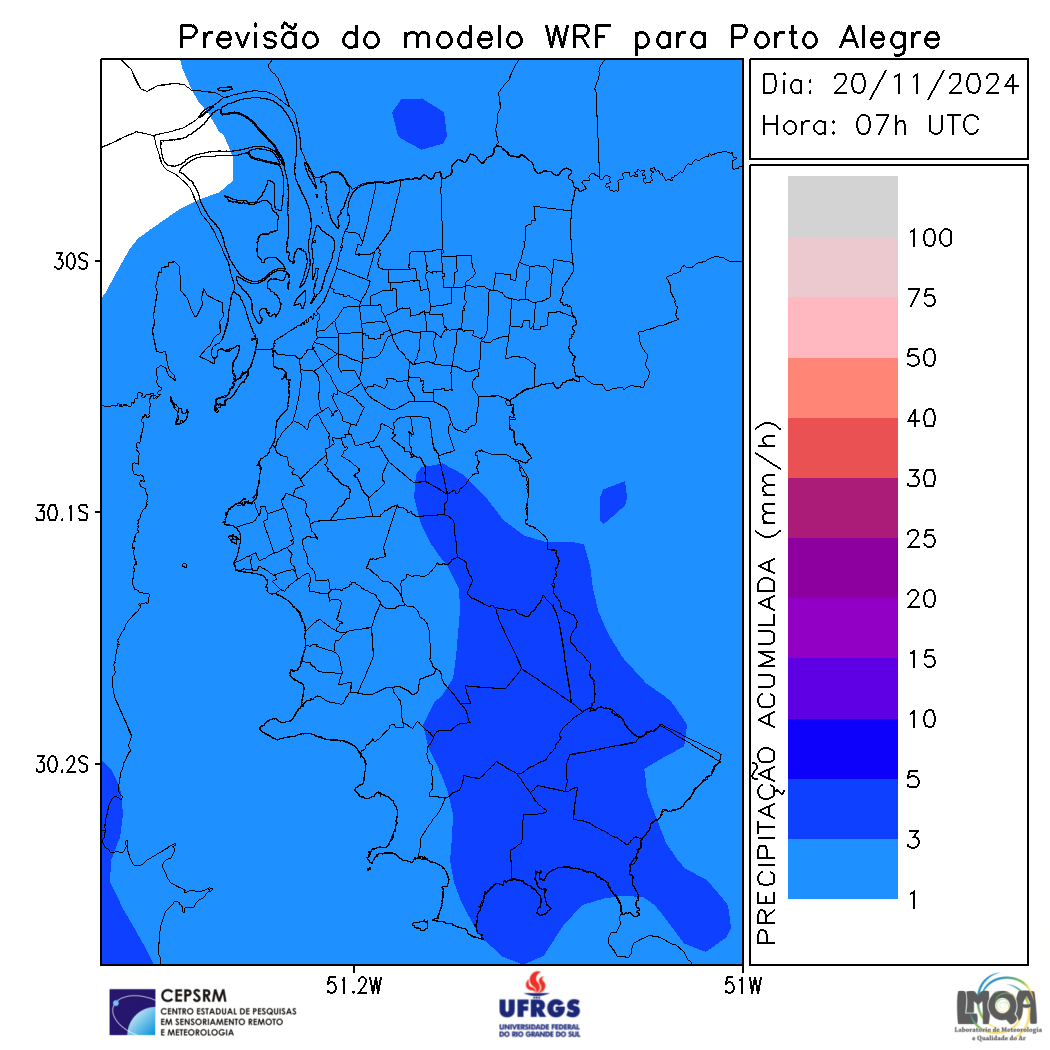 Previsão do modelo WRF para Porto Alegre
Dia: 20/11/2024
Hora: 07h UTC
30S
30.1S
30.2S
51.2W
51W
PRECIPITAÇÃO ACUMULADA (mm/h)
100
75
50
40
30
25
20
15
10
5
3
1
CEPSRM
CENTRO ESTADUAL DE PESQUISAS
EM SENSORIAMENTO REMOTO
E METEOROLOGIA
UFRGS
UNIVERSIDADE FEDERAL
DO RIO GRANDE DO SUL
LMQA
Laboratório de Meteorologia
e Qualidade do Ar